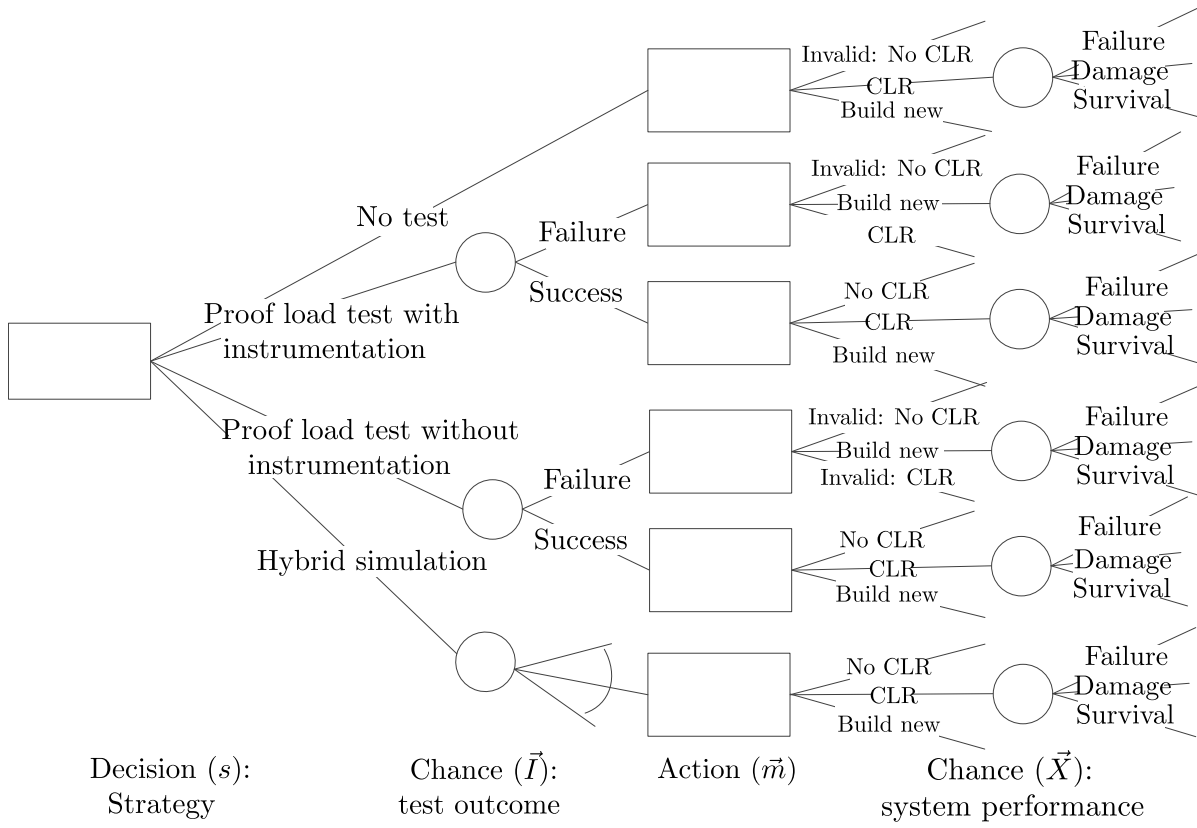 Invalid: No CLR
CLR
Build new
Failure
Damage
Survival
No test
Invalid: No CLR
Build new
CLR
Failure
Damage
Survival
Failure
Success
Proof load test with
instrumentation
No CLR
CLR
Build new
Failure
Damage
Survival
Proof load test without
instrumentation
Invalid: No CLR
Build new
Invalid: CLR
Failure
Damage
Survival
Failure
Success
No CLR
CLR
Build new
Failure
Damage
Survival
Hybrid simulation
No CLR
CLR
Build new
Failure
Damage
Survival
Decision (s):
Strategy
Chance (I⃗):
test outcome
Action (m⃗)
Chance (X⃗):
system performance